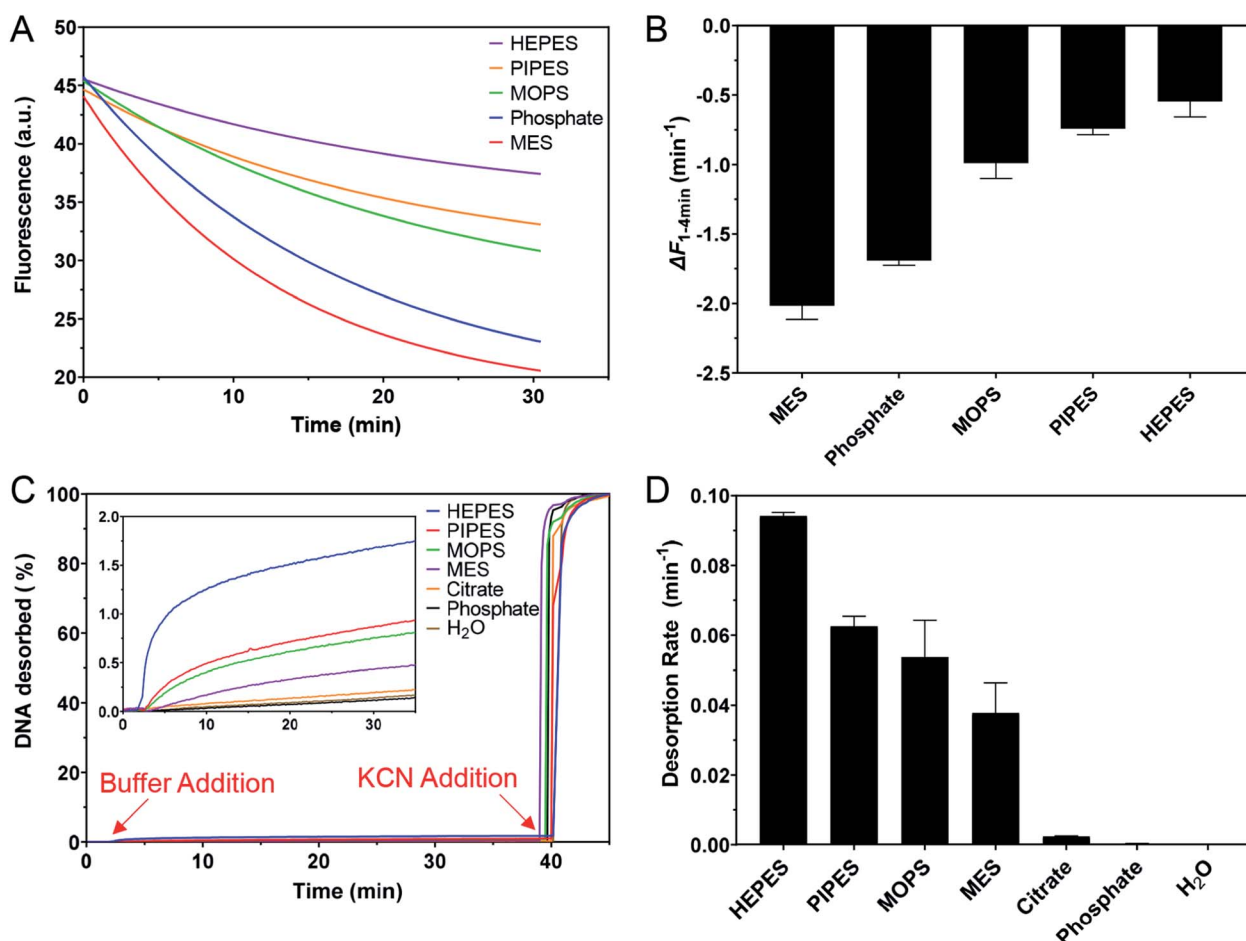 A
50
45
40
35
30
25
20
0
10
20
30
Fluorescence (a.u.)
Time (min)
HEPES
PIPES
MOPS
Phosphate
MES
B
0.0
-0.5
-1.0
-1.5
-2.0
-2.5
ΔF1-4min (min-1)
MES
Phosphate
MOPS
PIPES
HEPES
C
100
80
60
40
20
0
0
10
20
30
40
DNA desorbed ( %)
Time (min)
2.0
1.5
1.0
0.5
0.0
0
10
20
30
HEPES
PIPES
MOPS
MES
Citrate
Phosphate
H2O
Buffer Addition
KCN Addition
D
0.10
0.08
0.06
0.04
0.02
0.00
Desorption Rate (min-1)
HEPES
PIPES
MOPS
MES
Citrate
Phosphate
H2O